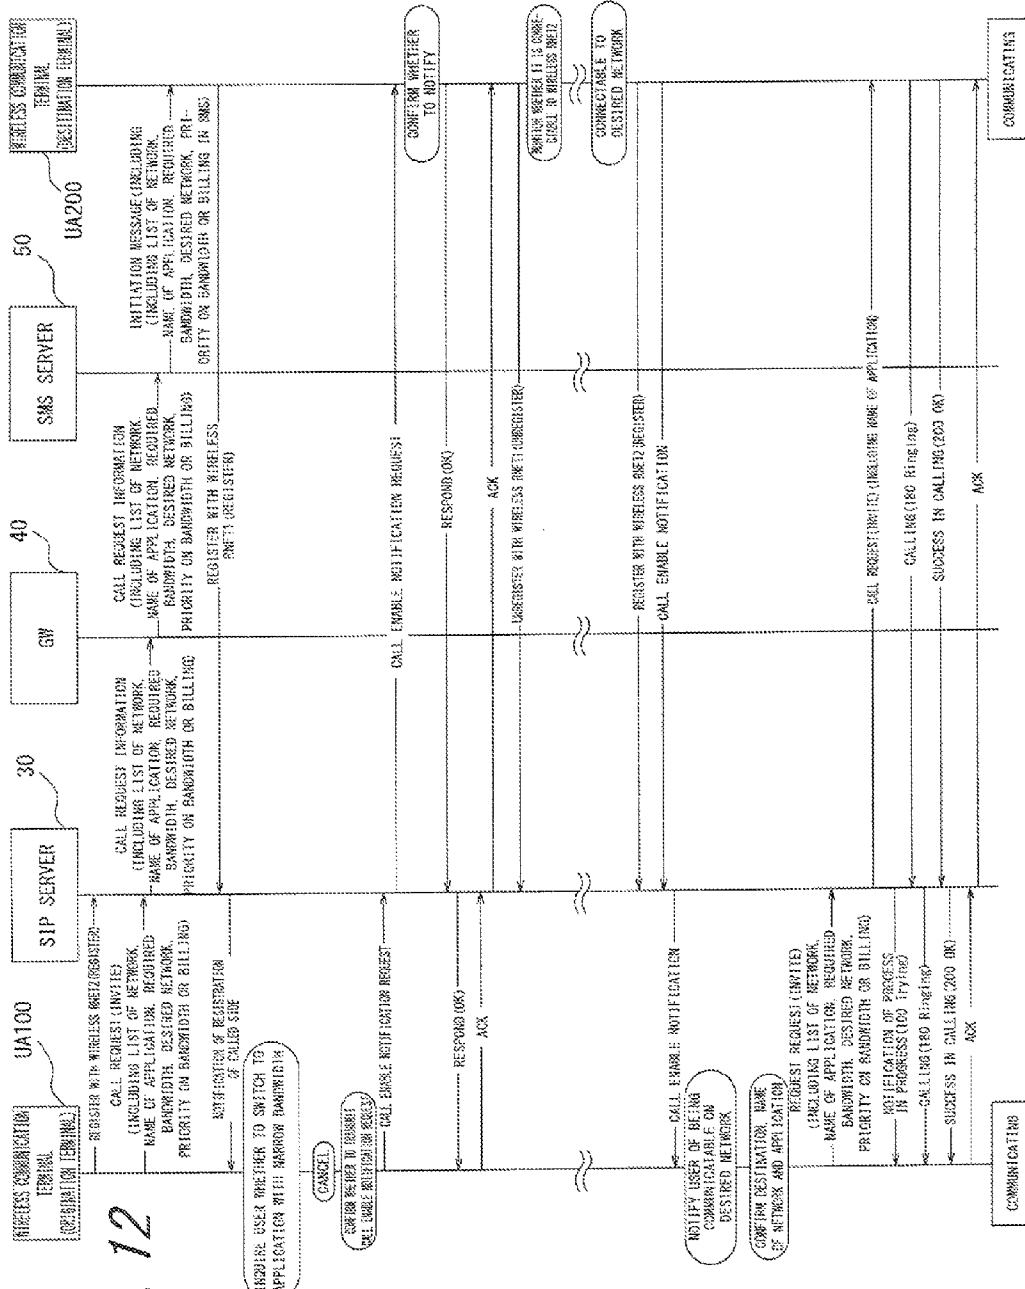 12
WIRELESS COMMUNICATION
TERMINAL
(ORIGINATION TERMINAL)
UA100
SIP SERVER
30
GW
40
SMS SERVER
50
WIRELESS COMMUNICATION
TERMINAL
(DESTINATION TERMINAL)
UA200
REGISTER WITH WIRELESS RNET2(REGISTER)
CALL REQUEST(INVITE)
(INCLUDING LIST OF NETWORK,
NAME OF APPLICATION, REQUIRED
BANDWIDTH, DESIRED NETWORK,
PRIORITY ON BANDWIDTH OR BILLING)
CALL REQUEST INFORMATION
(INCLUDING LIST OF NETWORK,
NAME OF APPLICATION, REQUIRED
BANDWIDTH, DESIRED NETWORK,
PRIORITY ON BANDWIDTH OR BILLING)
CALL REQUEST INFORMATION
(INCLUDING LIST OF NETWORK,
NAME OF APPLICATION, REQUIRED
BANDWIDTH, DESIRED NETWORK,
PRIORITY ON BANDWIDTH OR BILLING)
INITIATION MESSAGE(INCLUDING
(INCLUDING LIST OF NETWORK,
NAME OF APPLICATION, REQUIRED
BANDWIDTH, DESIRED NETWORK, PRI-
ORITY ON BANDWIDTH OR BILLING IN SMS)
REGISTER WITH WIRELESS
RNET1(REGISTER)
NOTIFICATION OF REGISTRATION
OF CALLED SIDE
INQUIRE USER WHETHER TO SWITCH TO
APPLICATION WITH NARROW BANDWIDTH
CANCEL
CONFIRM WHETHER TO TRANSMIT
CALL ENABLE NOTIFICATION REQUEST
CALL ENABLE NOTIFICATION REQUEST
CALL ENABLE NOTIFICATION REQUEST
CONFIRM WHETHER
TO NOTIFY
RESPOND(OK)
RESPOND(OK)
ACK
ACK
UNREGISTER WITH WIRELESS RNET1(UNREGISTER)
MONITOR WHETHER IT IS CONNE-
CTABLE TO WIRELESS RNET2
CONNECTABLE TO
DESIRED NETWORK
REGISTER WITH WIRELESS RNET2(REGISTER)
CALL ENABLE NOTIFICATION
CALL ENABLE NOTIFICATION
NOTIFY USER OF BEING
COMMUNICATABLE ON
DESIRED NETWORK
CONFIRM DESTINATION, NAME
OF NETWORK AND APPLICATION
REQUEST REQUEST(INVITE)
(INCLUDING LIST OF NETWORK,
NAME OF APPLICATION, REQUIRED
BANDWIDTH, DESIRED NETWORK,
PRIORITY ON BANDWIDTH OR BILLING)
CALL REQUEST(INVITE)(INCLUDING NAME OF APPLICATION)
NOTIFICATION OF PROCESS
IN PROGRESS(100 Trying)
CALLING(180 Ringing)
CALLING(180 Ringing)
SUCCESS IN CALLING(200 OK)
SUCCESS IN CALLING(200 OK)
ACK
ACK
COMMUNICATING
COMMUNICATING